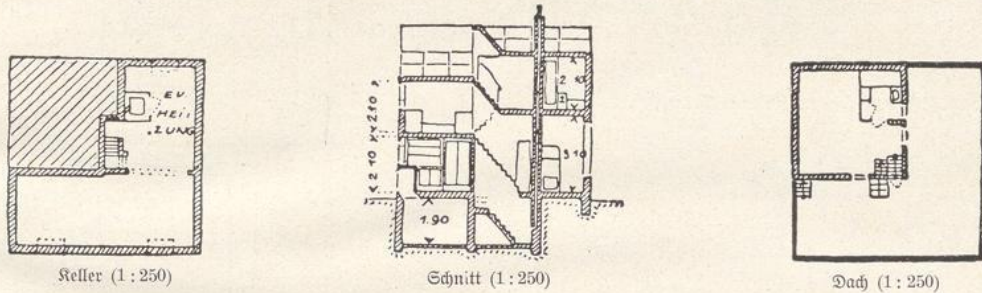 EV.
HEI
ZUNG
Keller (1 : 250)
2 10
2 10
2 10
3 10
1.90
Schnitt (1 : 250)
Dach (1 : 250)